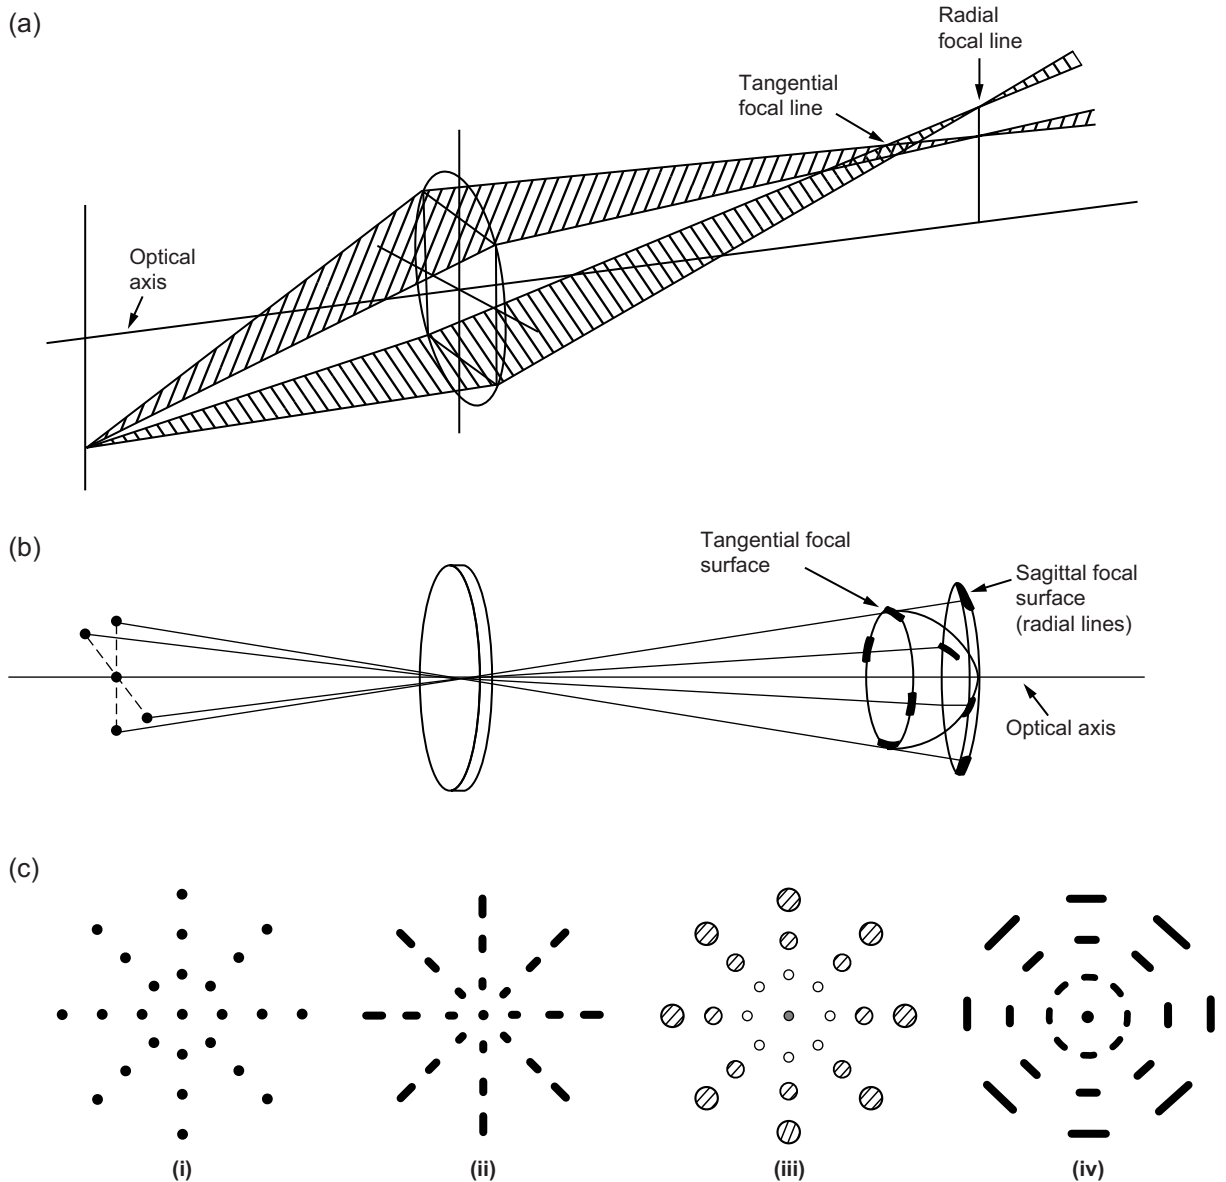 (a)
Radial
focal line
Tangential
focal line
Optical
axis
(b)
Tangential focal
surface
Sagittal focal
surface
(radial lines)
Optical axis
(c)
(i)
(ii)
(iii)
(iv)